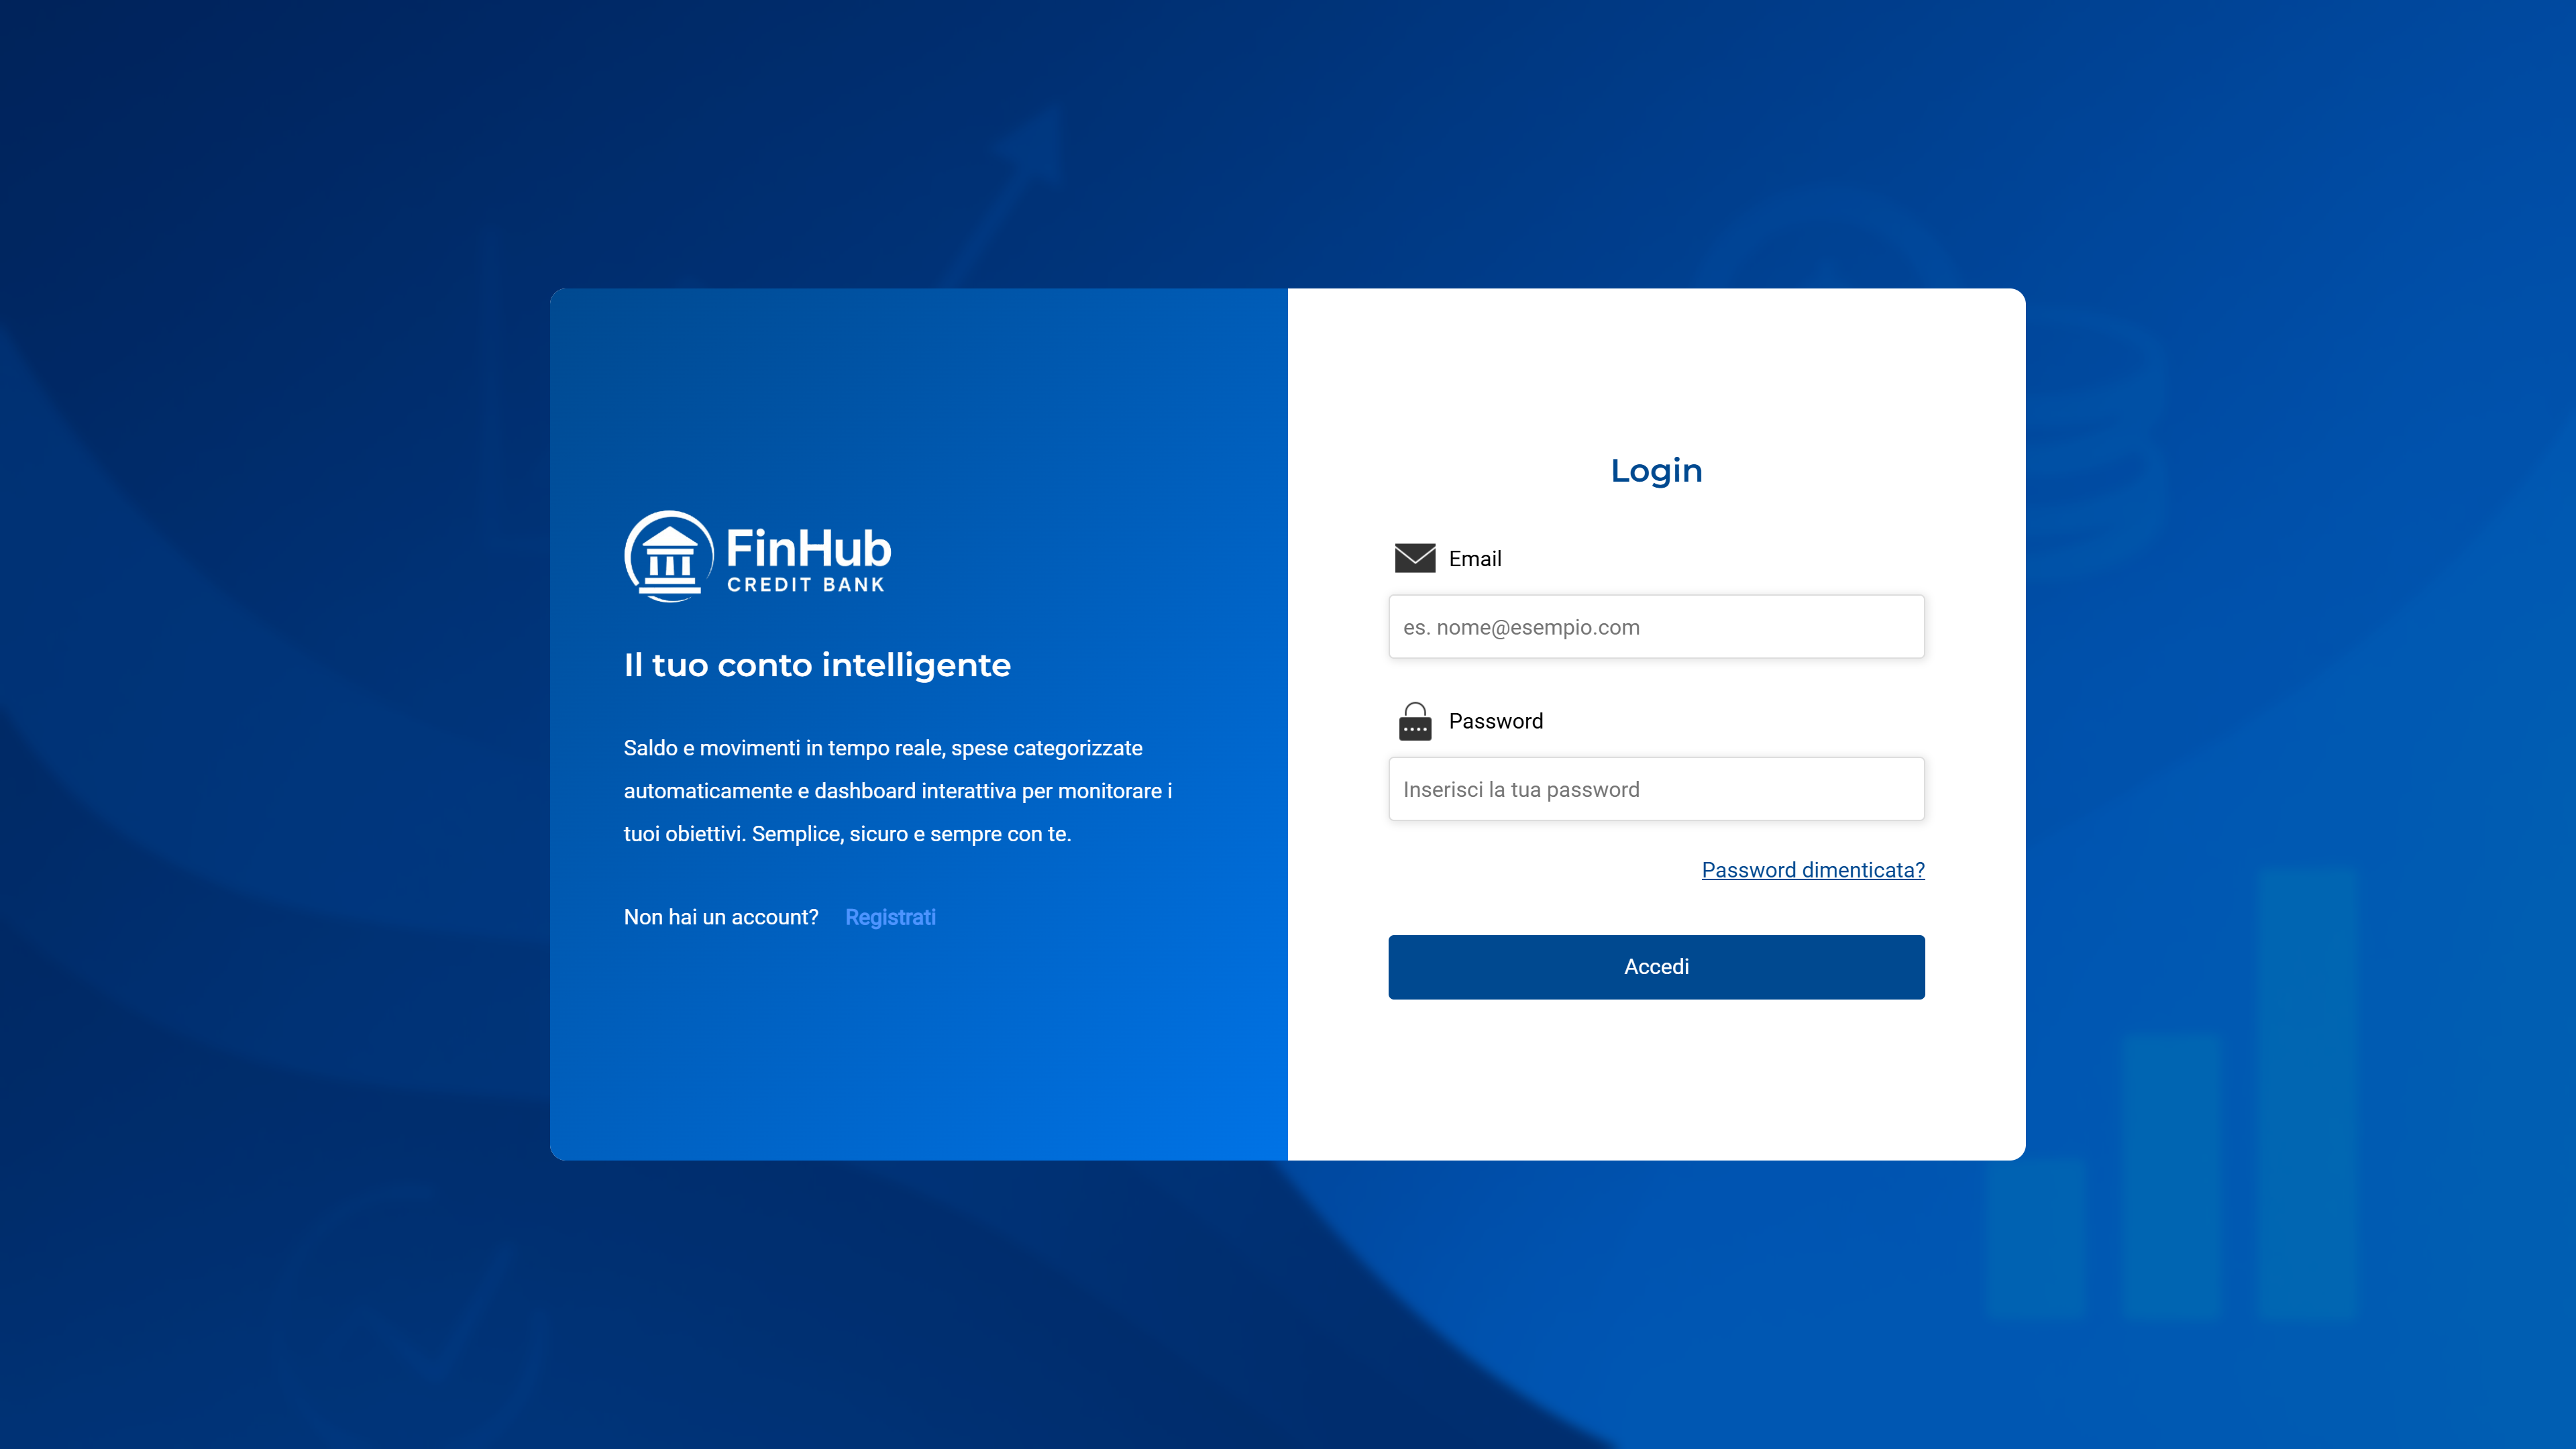 FinHub
CREDIT BANK
Il tuo conto intelligente
Saldo e movimenti in tempo reale, spese categorizzate
automaticamente e dashboard interattiva per monitorare i
tuoi obiettivi. Semplice, sicuro e sempre con te.
Non hai un account? Registrati
Login
Email
es. nome@esempio.com
Password
Inserisci la tua password
Password dimenticata?
Accedi